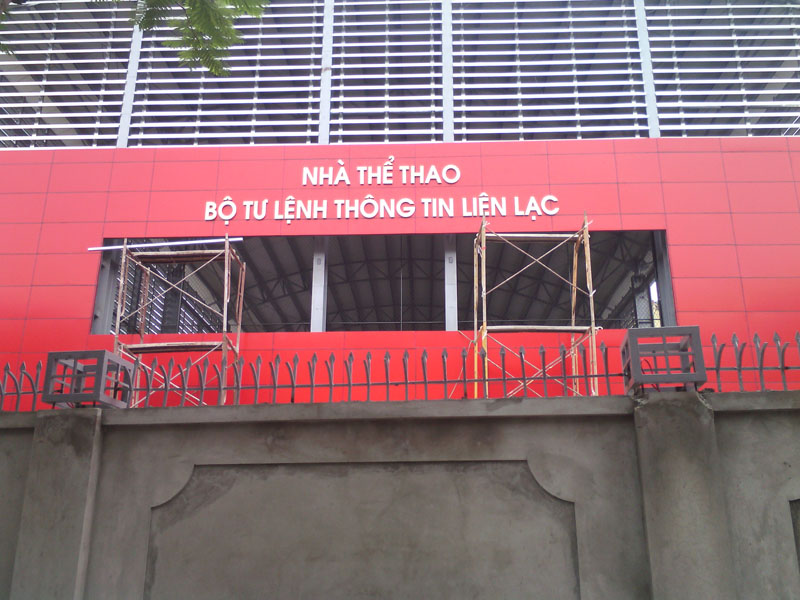 NHÀ THỂ THAO
BỘ TƯ LỆNH THÔNG TIN LIÊN LẠC